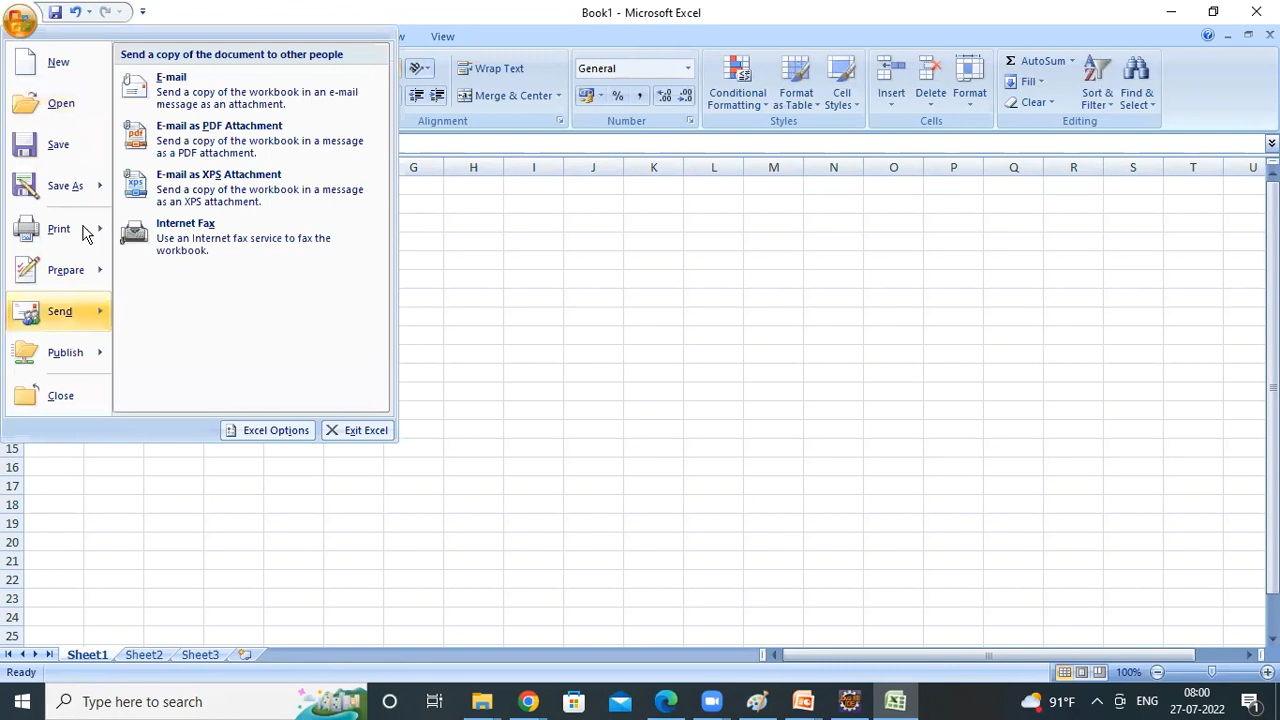 Book1 - Microsoft Excel
View
New
Open
Save
Save As
Print
Prepare
Send
Publish
Close
Send a copy of the document to other people
E-mail
Send a copy of the workbook in an e-mail
message as an attachment.
E-mail as PDF Attachment
Send a copy of the workbook in a message
as a PDF attachment.
E-mail as XPS Attachment
Send a copy of the workbook in a message
as an XPS attachment.
Internet Fax
Use an Internet fax service to fax the
workbook.
Excel Options
Exit Excel
Wrap Text
Merge & Center
Alignment
General
%
,
Number
Conditional
Formatting
Format
as Table
Cell
Styles
Styles
Insert
Delete
Format
Cells
Σ AutoSum
Fill
Clear
Sort &
Filter
Find &
Select
Editing
G H I J K L M N O P Q R S T U
15
16
17
18
19
20
21
22
23
24
25
Sheet1 Sheet2 Sheet3
Ready
100%
Type here to search
91°F
ENG
08:00
27-07-2022